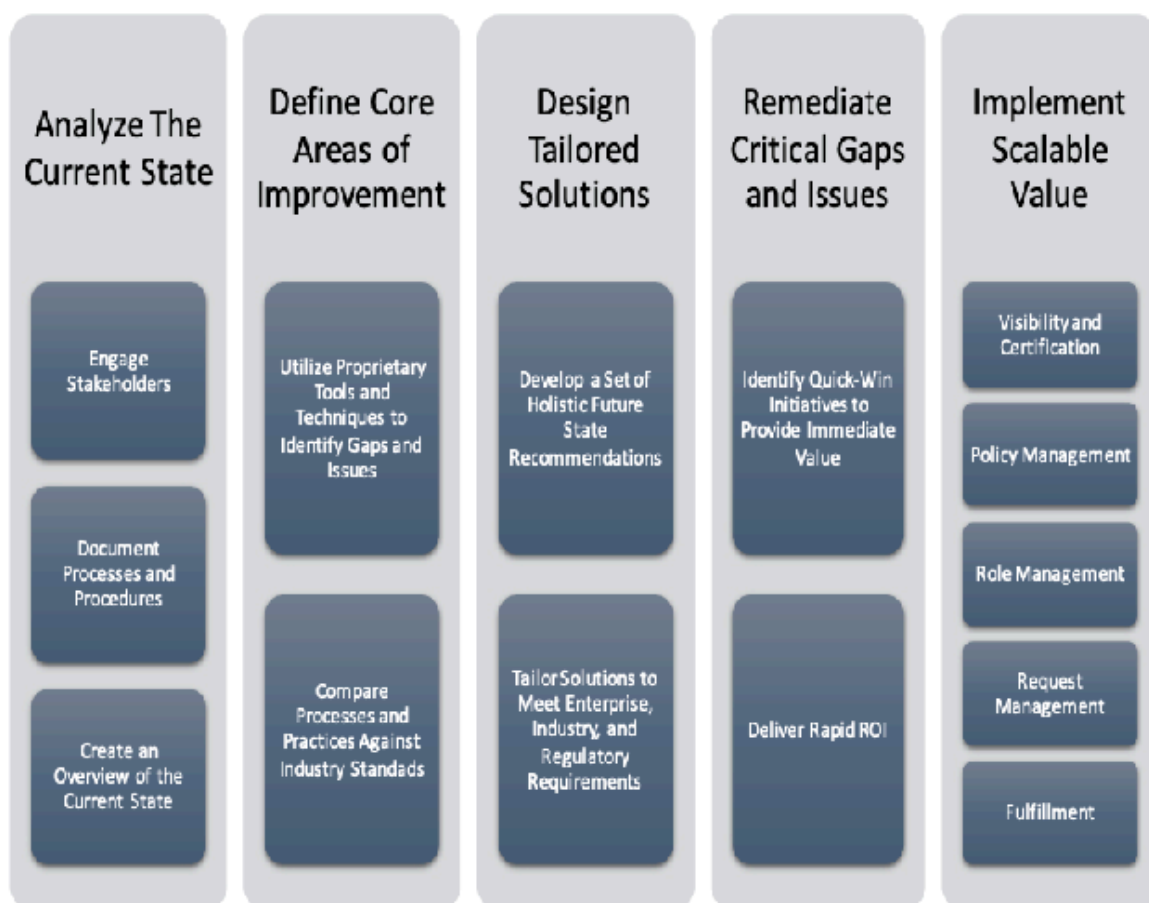 Analyze The
Current State
Engage
Stakeholders
Document
Processes and
Procedures
Create an
Overview of the
Current State
Define Core
Areas of
Improvement
Utilize Proprietary
Tools and
Techniques to
Identify Gaps and
Issues
Compare
Processes and
Practices Against
Industry Standads
Design
Tailored
Solutions
Develop a Set of
Holistic Future
State
Recommendations
Tailor Solutions to
Meet Enterprise,
Industry, and
Regulatory
Requirements
Remediate
Critical Gaps
and Issues
Identify Quick-Win
Initiatives to
Provide Immediate
Value
Deliver Rapid ROI
Implement
Scalable
Value
Visibility and
Certification
Policy Management
Role Management
Request
Management
Fulfillment